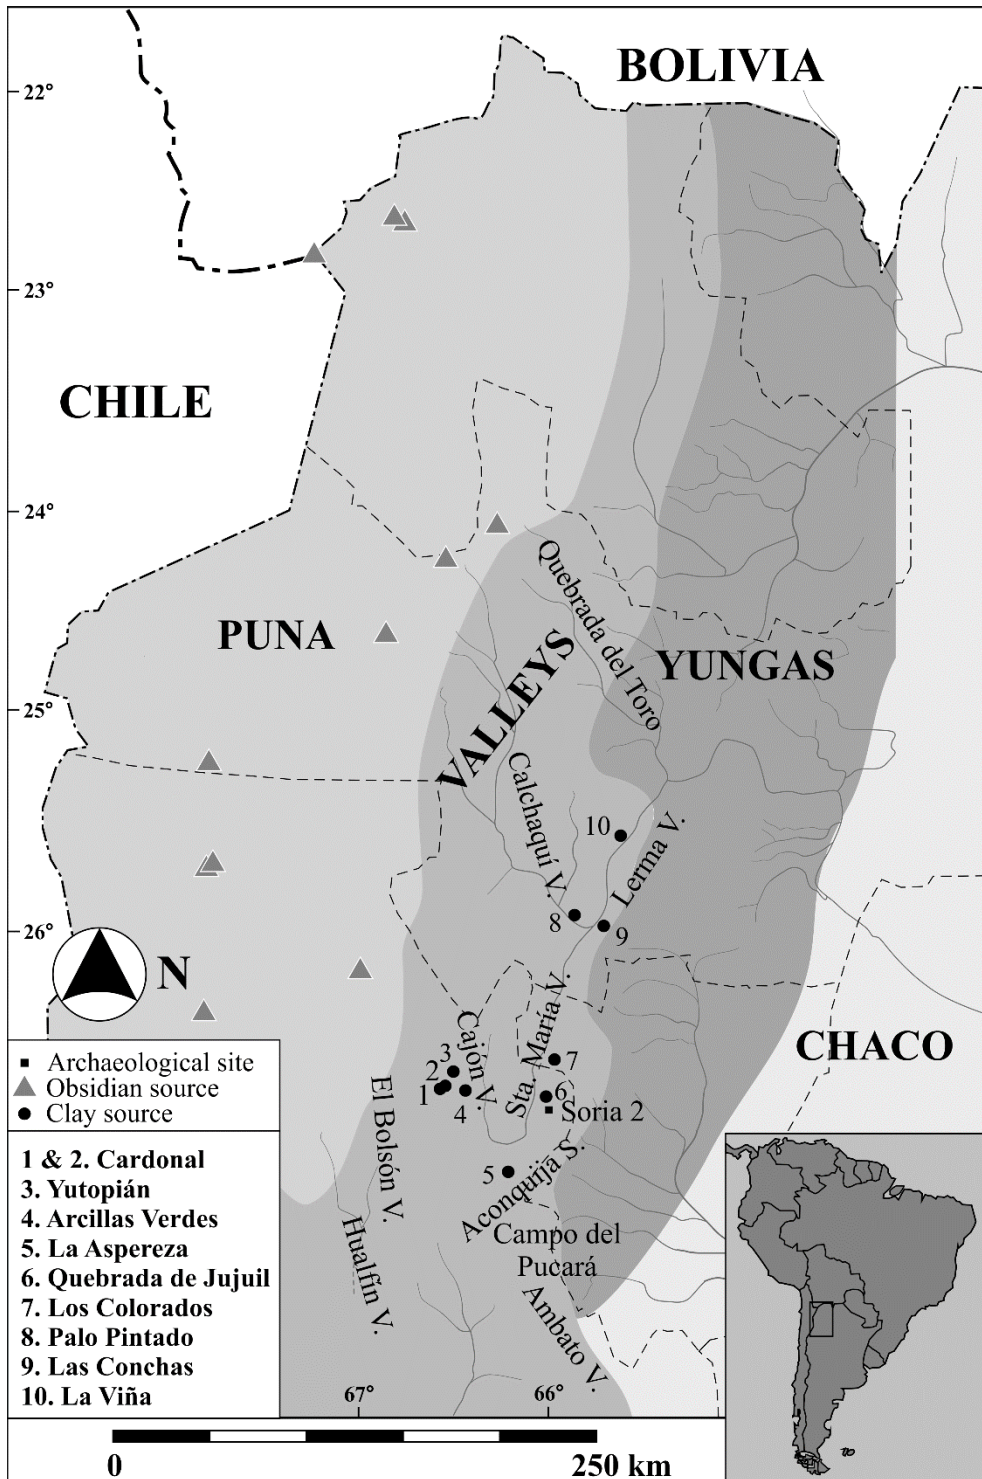 BOLIVIA
22°
23°
CHILE
24°
Quebrada del Toro
PUNA
YUNGAS
VALLEYS
25°
Calchaquí V.
10
Lerma V.
8
9
26°
N
Sta. María V.
Cajón V.
CHACO
3
2
1
4
7
6
Soria 2
El Bolsón V.
5
Aconquija S.
Campo del
Pucará
Hualfín V.
Ambato V.
Archaeological site
Obsidian source
Clay source
1 & 2. Cardonal
3. Yutopián
4. Arcillas Verdes
5. La Aspereza
6. Quebrada de Jujuil
7. Los Colorados
8. Palo Pintado
9. Las Conchas
10. La Viña
67°
66°
0
250 km